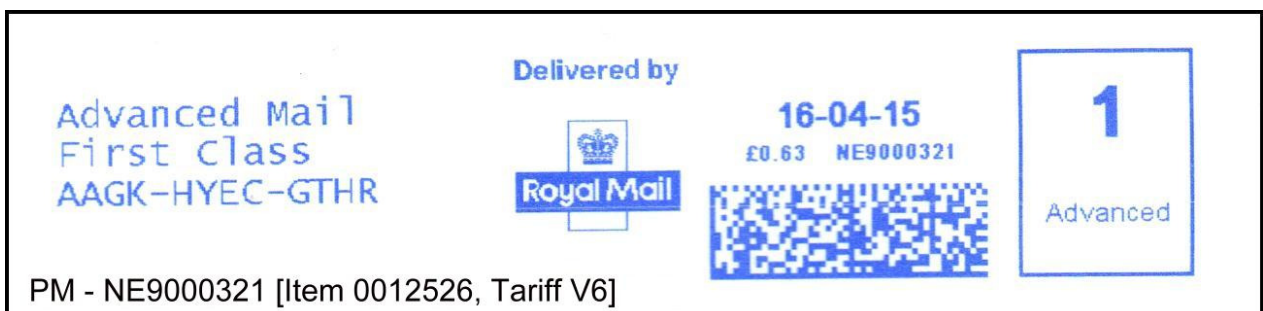 Delivered by
Advanced Mail
First Class
AAGK-HYEC-GTHR
Royal Mail
16-04-15
£0.63 NE9000321
1
Advanced
PM - NE9000321 [Item 0012526, Tariff V6]